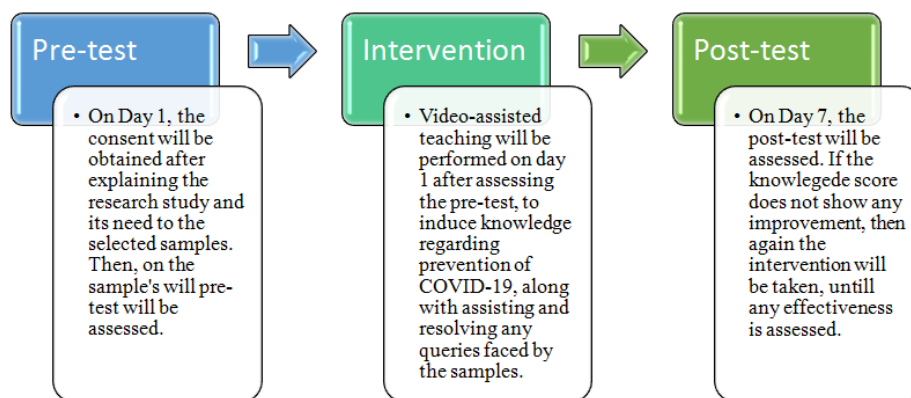 Pre-test
• On Day 1, the
consent will be
obtained after
explaining the
research study and
its need to the
selected samples.
Then, on the
sample's will pre-
test will be
assessed.
Intervention
• Video-assisted
teaching will be
performed on day
1 after assessing
the pre-test, to
induce knowledge
regarding
prevention of
COVID-19, along
with assisting and
resolving any
queries faced by
the samples.
Post-test
• On Day 7, the
post-test will be
assessed. If the
knowlegede score
does not show any
improvement, then
again the
intervention will
be taken, untill
any effectiveness
is assessed.